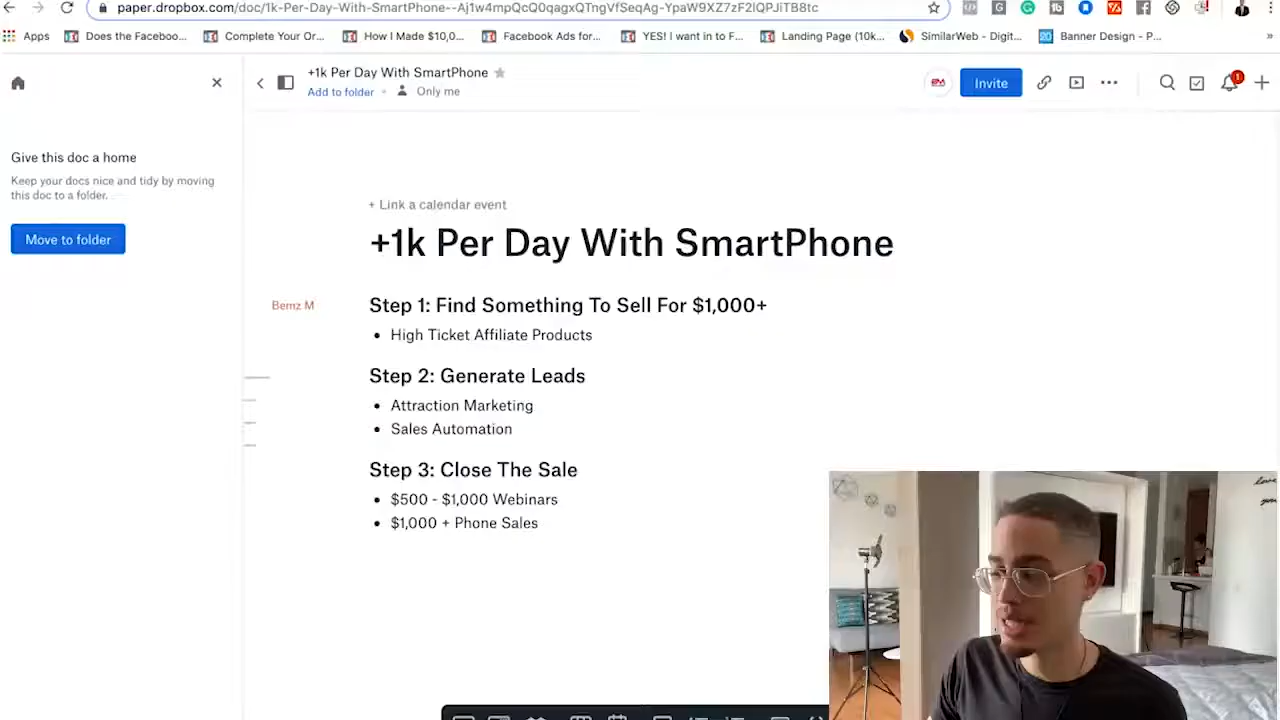 paper.dropbox.com/doc/1k-Per-Day-With-SmartPhone--Aj1w4mpQcQ0qagxQTngVfSeqAg-YpaW9XZ7zF2lQPJiTB8tc
Apps Does the Faceboo... Complete Your Or... How I Made $10,0... Facebook Ads for... YES! I want in to F... Landing Page (10k... SimilarWeb - Digit... 20 Banner Design - P... »
+1k Per Day With SmartPhone
Add to folder • Only me
Invite
1
Give this doc a home
Keep your docs nice and tidy by moving
this doc to a folder.
Move to folder
+ Link a calendar event
+1k Per Day With SmartPhone
Bemz M
Step 1: Find Something To Sell For $1,000+
• High Ticket Affiliate Products
Step 2: Generate Leads
• Attraction Marketing
• Sales Automation
Step 3: Close The Sale
• $500 - $1,000 Webinars
• $1,000 + Phone Sales
love
you